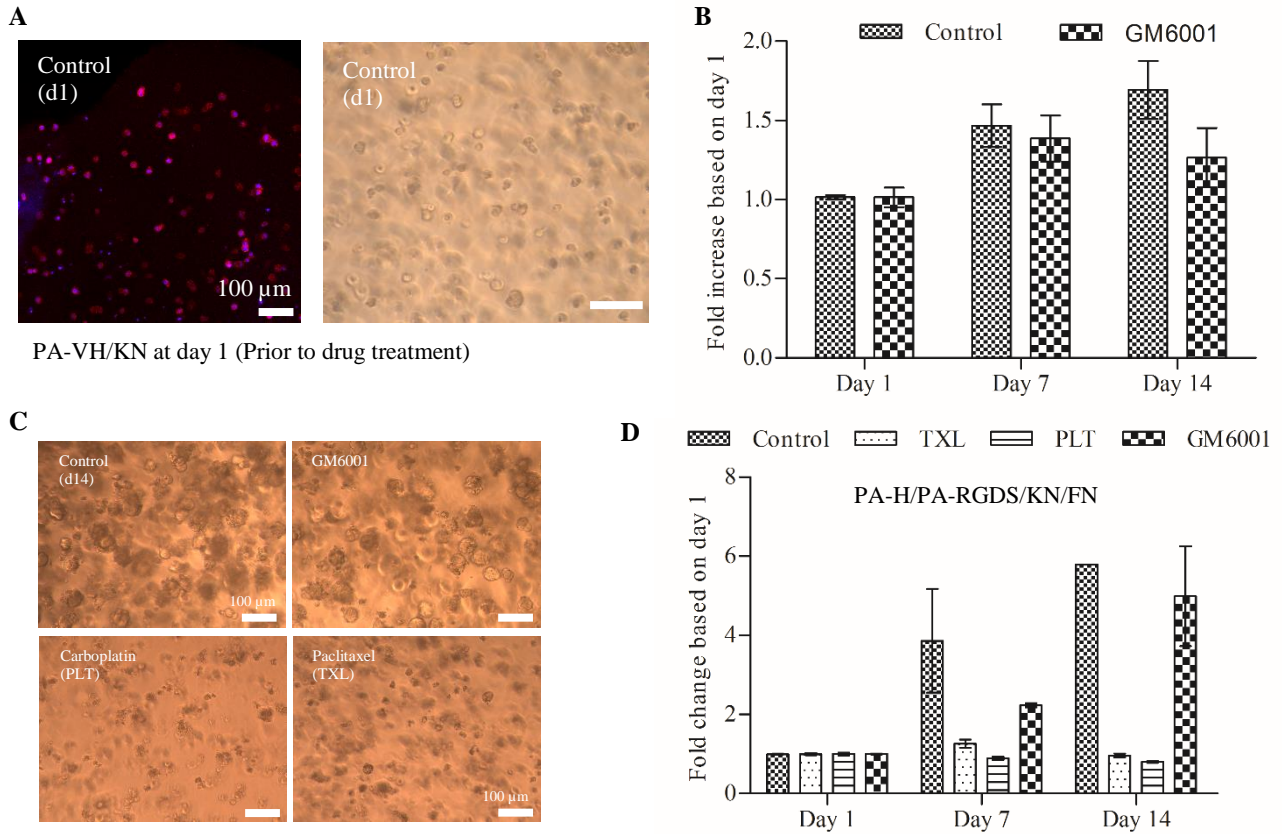 A
Control
(d1)
100 µm
Control
(d1)
PA-VH/KN at day 1 (Prior to drug treatment)
B
Control
GM6001
Fold increase based on day 1
2.0
1.5
1.0
0.5
0.0
Day 1
Day 7
Day 14
C
Control
(d14)
100 µm
GM6001
Carboplatin
(PLT)
Paclitaxel
(TXL)
100 µm
D
Control
TXL
PLT
GM6001
PA-H/PA-RGDS/KN/FN
Fold change based on day 1
8
6
4
2
0
Day 1
Day 7
Day 14